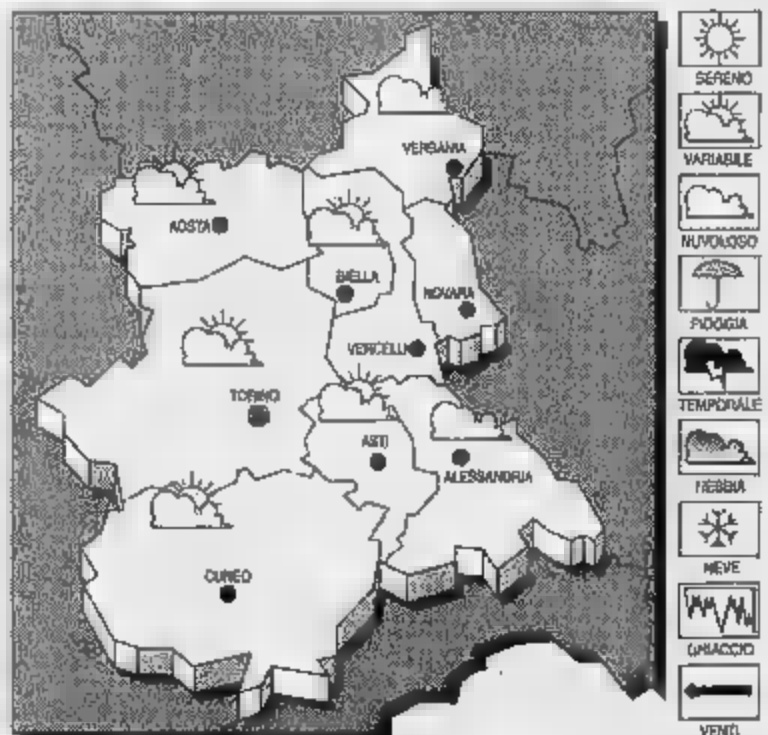 VERBANIA
AOSTA
BIELLA
NOVARA
VERCELLI
TORINO
ASTI
ALESSANDRIA
CUNEO
SERENO
VARIABILE
NUVOLOSO
PIOGGIA
TEMPORALE
NEBBIA
NEVE
GHIACCIO
VENTI